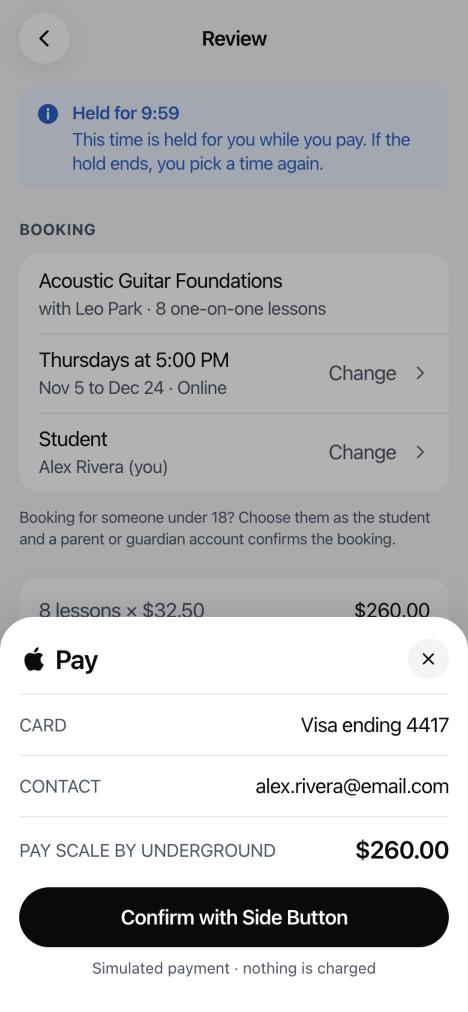 Review
Held for 9:59
This time is held for you while you pay. If the
hold ends, you pick a time again.
BOOKING
Acoustic Guitar Foundations
with Leo Park · 8 one-on-one lessons
Thursdays at 5:00 PM
Nov 5 to Dec 24 · Online
Change
Student
Alex Rivera (you)
Change
Booking for someone under 18? Choose them as the student
and a parent or guardian account confirms the booking.
8 lessons × $32.50 $260.00
Pay
CARD Visa ending 4417
CONTACT alex.rivera@email.com
PAY SCALE BY UNDERGROUND $260.00
Confirm with Side Button
Simulated payment · nothing is charged